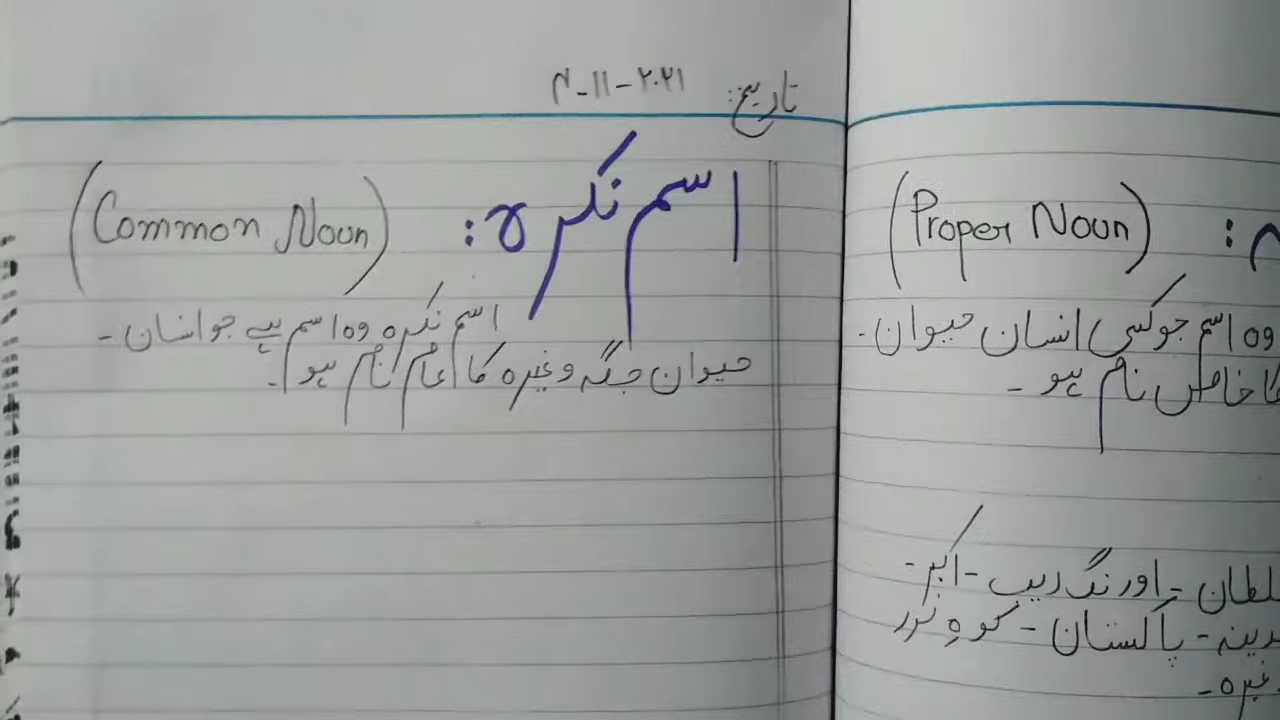 (Proper Noun) :
وہ اسم جو کسی انسان حیوان۔
کا خاص نام ہو۔
اورنگ زیب - اکبر -
پاکستان - کوہِ نور
وغیرہ -
تاریخ: ۴-۱۱-۲۰۲۱
اسم نکرہ: (Common Noun)
اسم نکرہ وہ اسم ہے جو انسان -
حیوان جگہ وغیرہ کا عام نام ہو۔